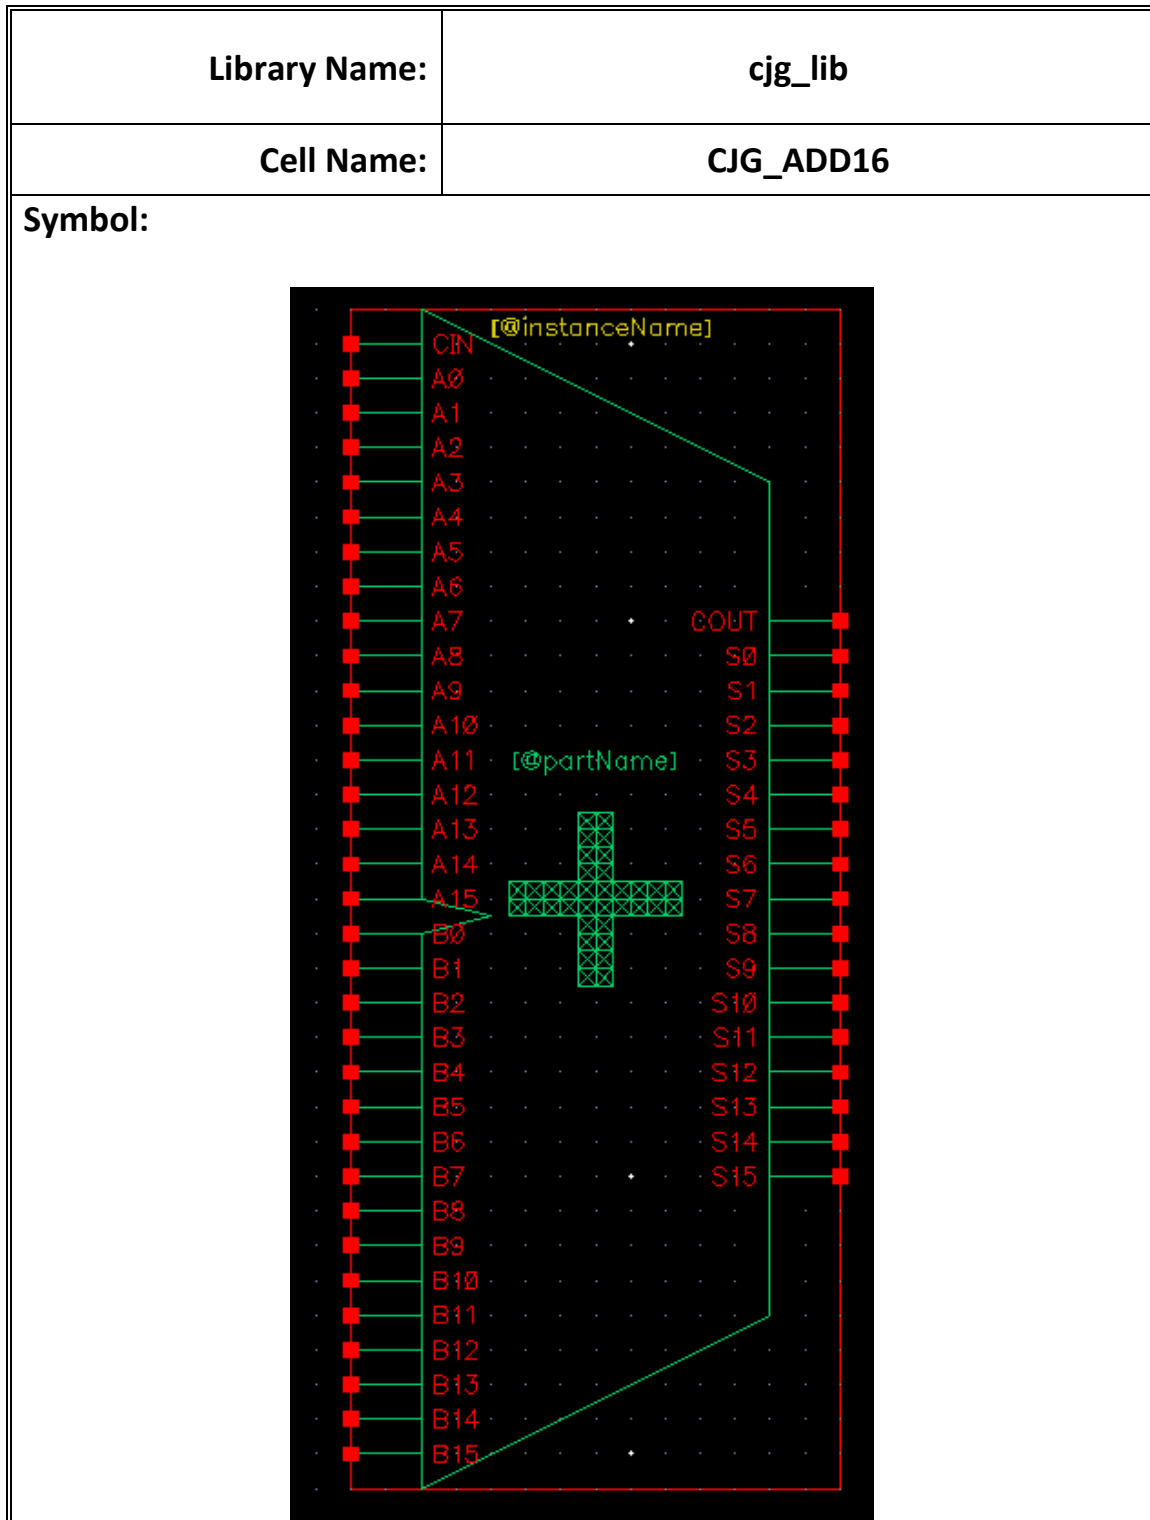 Library Name: cjg_lib
Cell Name: CJG_ADD16
Symbol:
[@instanceName]
CIN
A0
A1
A2
A3
A4
A5
A6
A7 COUT
A8 S0
A9 S1
A10 S2
A11 [@partName] S3
A12 S4
A13 S5
A14 S6
A15 S7
B0 S8
B1 S9
B2 S10
B3 S11
B4 S12
B5 S13
B6 S14
B7 S15
B8
B9
B10
B11
B12
B13
B14
B15